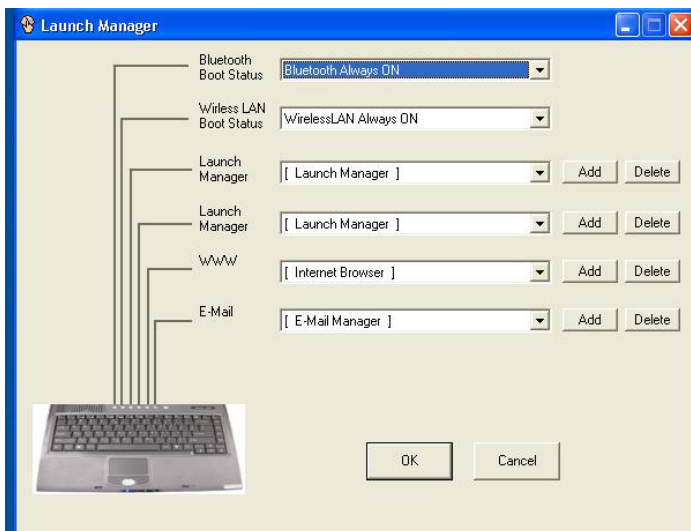 Launch Manager
Bluetooth
Boot Status
Bluetooth Always ON
Wirless LAN
Boot Status
WirelessLAN Always ON
Launch
Manager
[ Launch Manager ]
Add
Delete
Launch
Manager
[ Launch Manager ]
Add
Delete
WWW
[ Internet Browser ]
Add
Delete
E-Mail
[ E-Mail Manager ]
Add
Delete
OK
Cancel